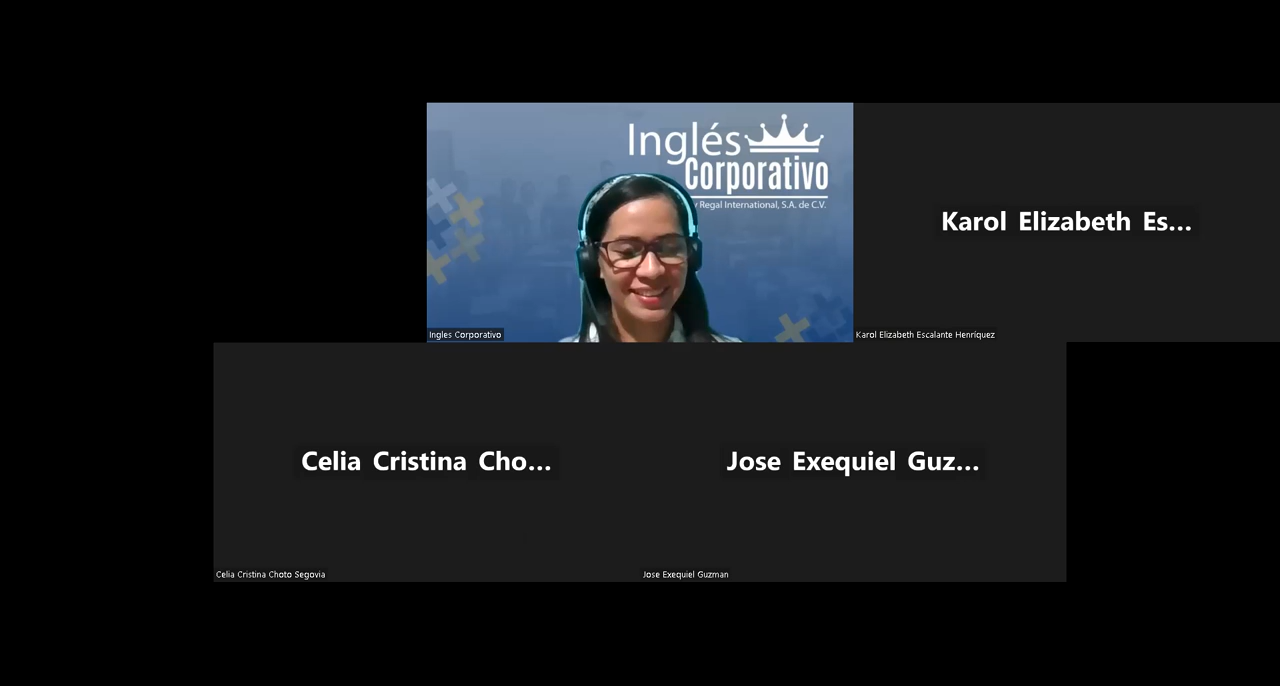 Inglés
Corporativo
y Regal International, S.A. de C.V.
Ingles Corporativo
Karol Elizabeth Es...
Karol Elizabeth Escalante Henríquez
Celia Cristina Cho...
Jose Exequiel Guz...
Celia Cristina Choto Segovia
Jose Exequiel Guzman